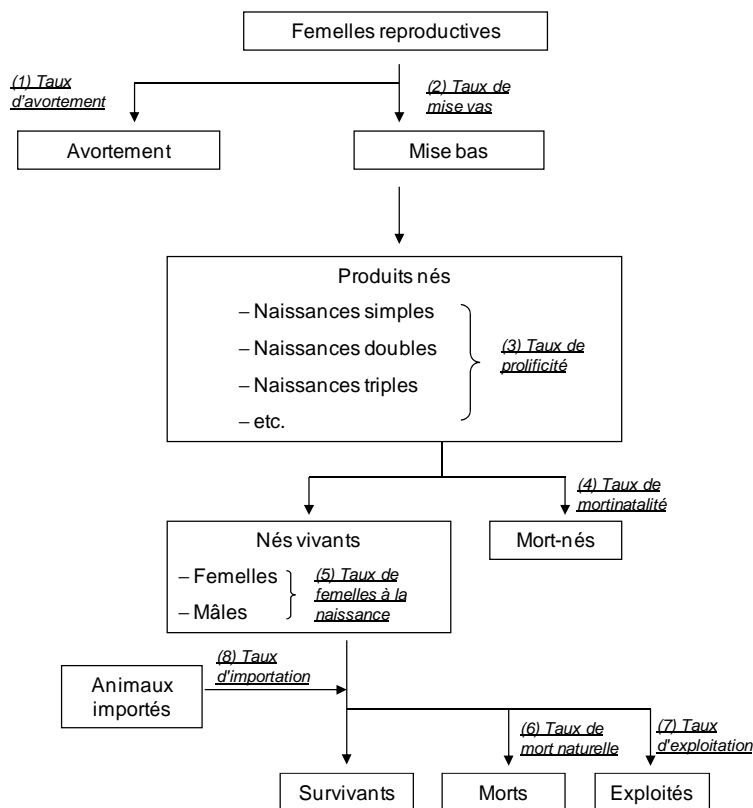 Femelles reproductives
(1) Taux
d'avortement
(2) Taux de
mise vas
Avortement
Mise bas
Produits nés
– Naissances simples
– Naissances doubles
– Naissances triples
– etc.
(3) Taux de
prolificité
(4) Taux de
mortinatalité
Nés vivants
– Femelles
– Mâles
(5) Taux de
femelles à la
naissance
Mort-nés
(8) Taux
d'importation
Animaux
importés
(6) Taux de
mort naturelle
(7) Taux
d'exploitation
Survivants
Morts
Exploités